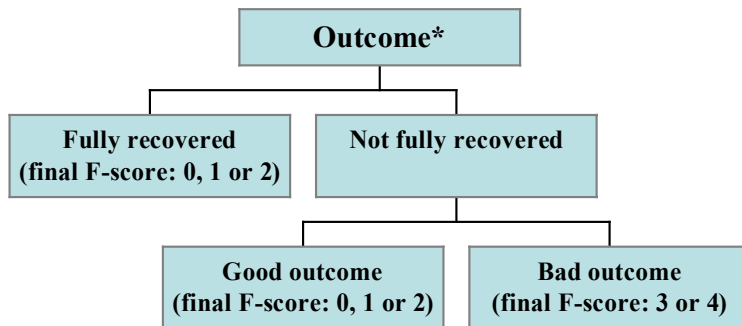 Outcome*
Fully recovered
(final F-score: 0, 1 or 2)
Not fully recovered
Good outcome
(final F-score: 0, 1 or 2)
Bad outcome
(final F-score: 3 or 4)